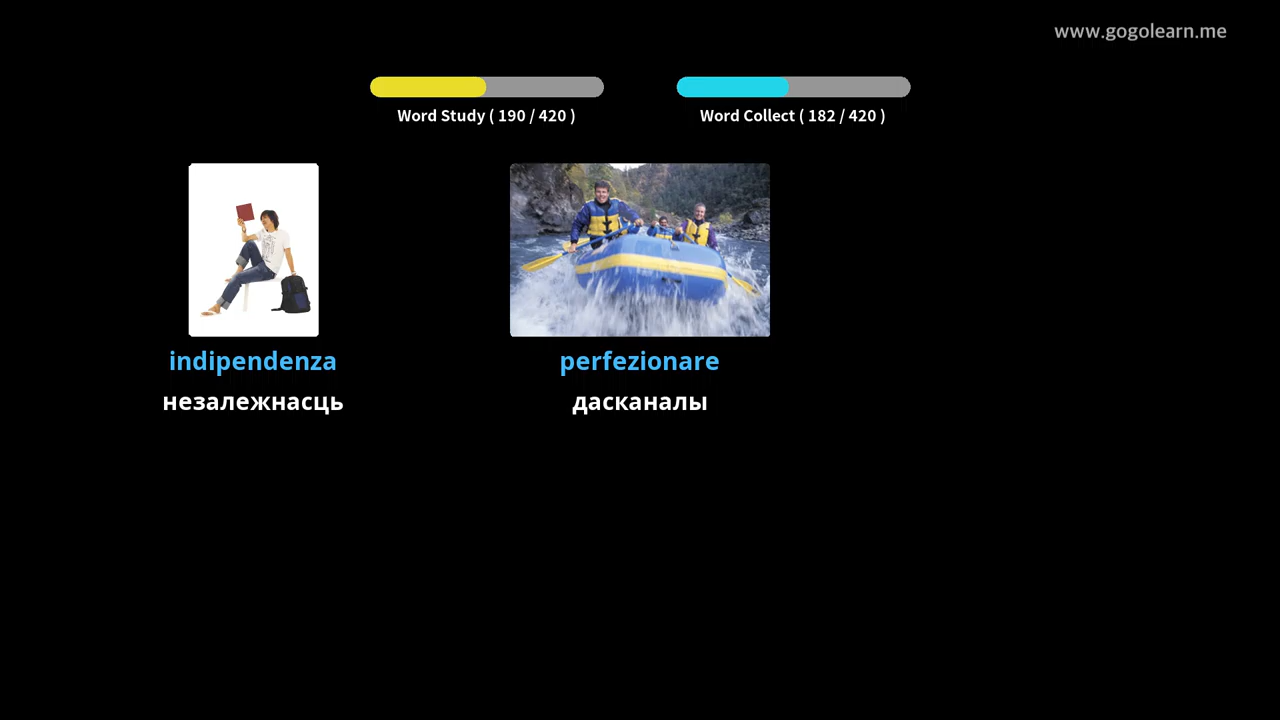 www.gogolearn.me
Word Study ( 190 / 420 )
Word Collect ( 182 / 420 )
indipendenza
незалежнасць
perfezionare
дасканалы